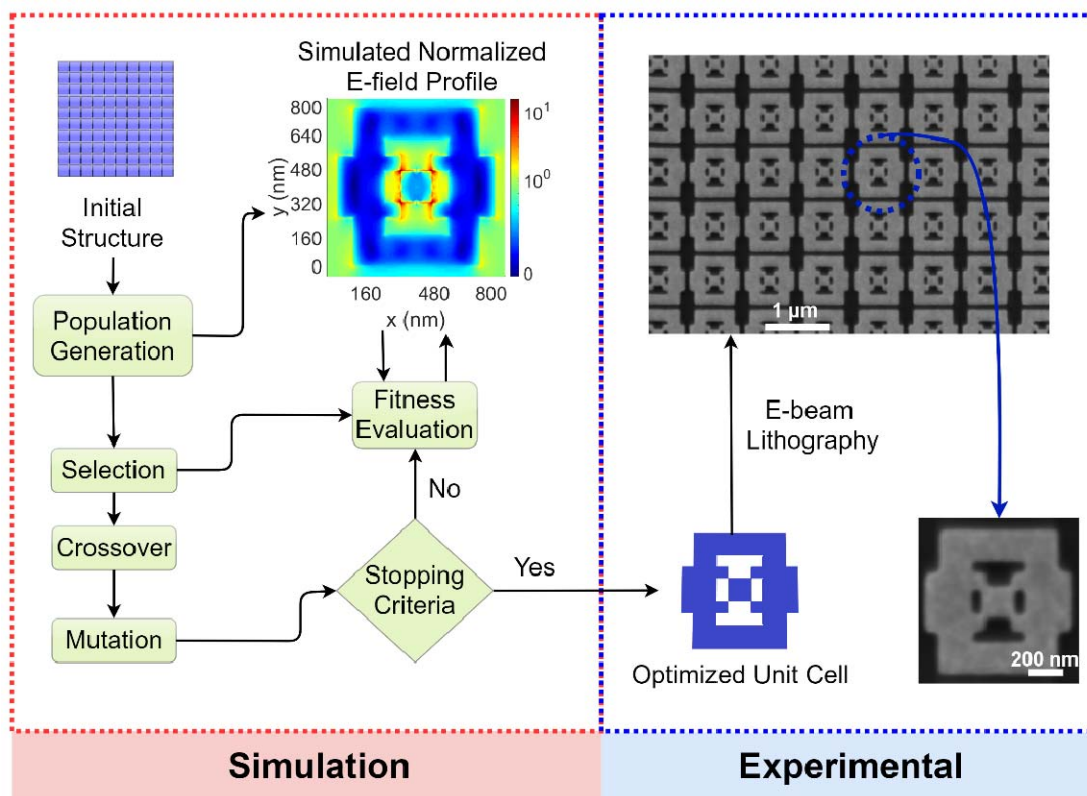 Simulated Normalized
E-field Profile
Initial
Structure
800
640
480
320
160
0
y (nm)
160 480 800
x (nm)
10¹
10⁰
0
Population
Generation
Selection
Crossover
Mutation
Fitness
Evaluation
No
Stopping
Criteria
Yes
Simulation
1 µm
E-beam
Lithography
Optimized Unit Cell
200 nm
Experimental